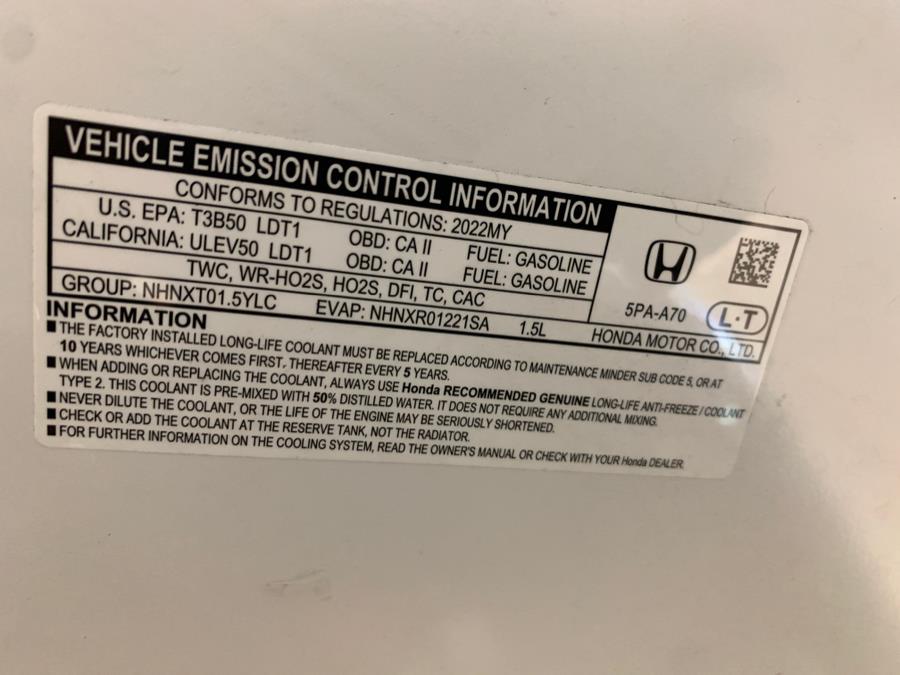 VEHICLE EMISSION CONTROL INFORMATION
CONFORMS TO REGULATIONS: 2022MY
U.S. EPA: T3B50 LDT1 OBD: CA II FUEL: GASOLINE
CALIFORNIA: ULEV50 LDT1 OBD: CA II FUEL: GASOLINE
TWC, WR-HO2S, HO2S, DFI, TC, CAC
GROUP: NHNXT01.5YLC EVAP: NHNXR01221SA 1.5L HONDA MOTOR CO., LTD.
5PA-A70 L·T
INFORMATION
■ THE FACTORY INSTALLED LONG-LIFE COOLANT MUST BE REPLACED ACCORDING TO MAINTENANCE MINDER SUB CODE 5, OR AT
10 YEARS WHICHEVER COMES FIRST. THEREAFTER EVERY 5 YEARS.
■ WHEN ADDING OR REPLACING THE COOLANT, ALWAYS USE Honda RECOMMENDED GENUINE LONG-LIFE ANTI-FREEZE / COOLANT
TYPE 2. THIS COOLANT IS PRE-MIXED WITH 50% DISTILLED WATER. IT DOES NOT REQUIRE ANY ADDITIONAL MIXING.
■ NEVER DILUTE THE COOLANT, OR THE LIFE OF THE ENGINE MAY BE SERIOUSLY SHORTENED.
■ CHECK OR ADD THE COOLANT AT THE RESERVE TANK, NOT THE RADIATOR.
■ FOR FURTHER INFORMATION ON THE COOLING SYSTEM, READ THE OWNER'S MANUAL OR CHECK WITH YOUR Honda DEALER.